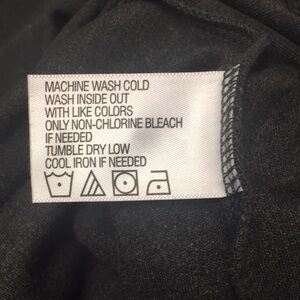 MACHINE WASH COLD
WASH INSIDE OUT
WITH LIKE COLORS
ONLY NON-CHLORINE BLEACH
IF NEEDED
TUMBLE DRY LOW
COOL IRON IF NEEDED